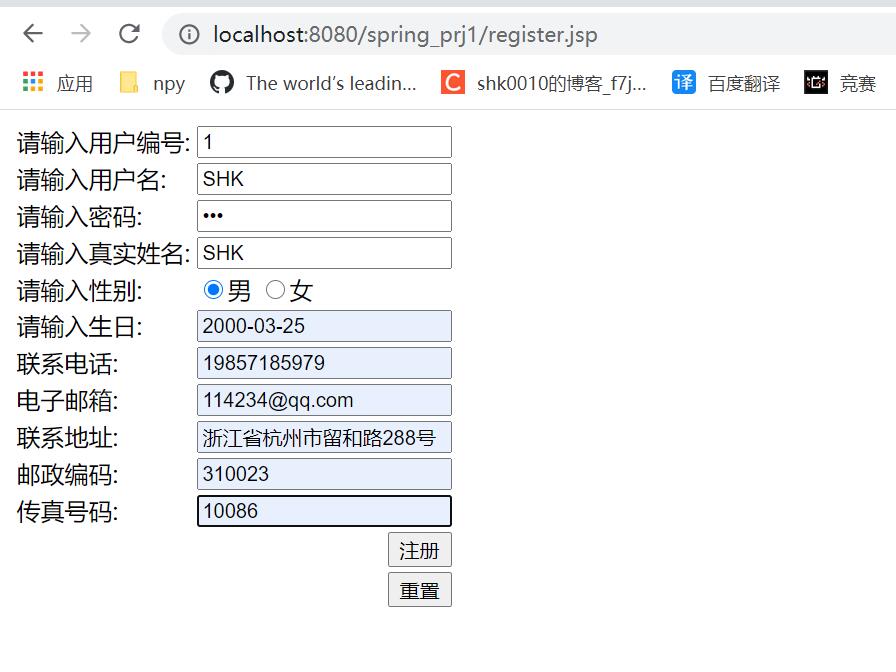 localhost:8080/spring_prj1/register.jsp
应用 npy The world's leadin... shk0010的博客_f7j... 百度翻译 竞赛
请输入用户编号: 1
请输入用户名: SHK
请输入密码: •••
请输入真实姓名: SHK
请输入性别: 男 女
请输入生日: 2000-03-25
联系电话: 19857185979
电子邮箱: 114234@qq.com
联系地址: 浙江省杭州市留和路288号
邮政编码: 310023
传真号码: 10086
注册
重置